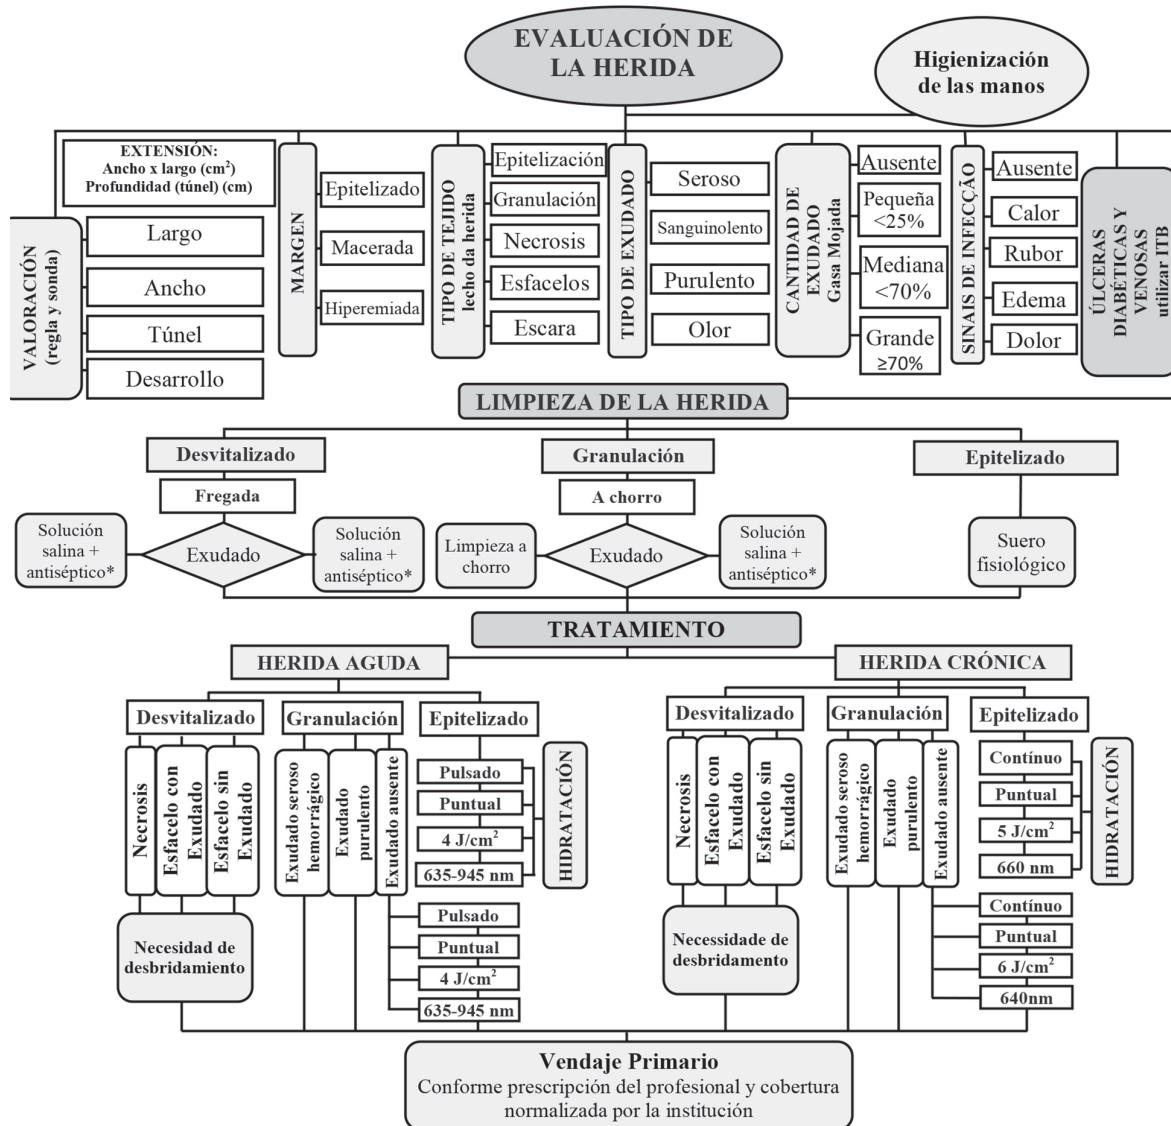 EVALUACIÓN DE
LA HERIDA
Higienización
de las manos
VALORACIÓN
(regla y sonda)
EXTENSIÓN:
Ancho x largo (cm²)
Profundidad (túnel) (cm)
Largo
Ancho
Túnel
Desarrollo
MARGEN
Epitelizado
Macerada
Hiperemiada
TIPO DE TEJIDO
lecho da herida
Epitelización
Granulación
Necrosis
Esfacelos
Escara
TIPO DE EXUDADO
Seroso
Sanguinolento
Purulento
Olor
CANTIDAD DE
EXUDADO
Gasa Mojada
Ausente
Pequeña
<25%
Mediana
<70%
Grande
≥70%
SINAIS DE INFECÇÃO
Ausente
Calor
Rubor
Edema
Dolor
ÚLCERAS
DIABÉTICAS Y
VENOSAS
utilizar ITB
LIMPIEZA DE LA HERIDA
Desvitalizado
Fregada
Solución
salina +
antiséptico*
Exudado
Solución
salina +
antiséptico*
Granulación
A chorro
Limpieza a
chorro
Exudado
Solución
salina +
antiséptico*
Epitelizado
Suero
fisiológico
TRATAMIENTO
HERIDA AGUDA
Desvitalizado
Necrosis
Esfacelo con
Exudado
Esfacelo sin
Exudado
Necesidad de
desbridamiento
Granulación
Exudado seroso
hemorrágico
Exudado
purulento
Exudado ausente
Epitelizado
Pulsado
Puntual
4 J/cm²
635-945 nm
HIDRATACIÓN
Pulsado
Puntual
4 J/cm²
635-945 nm
HERIDA CRÓNICA
Desvitalizado
Necrosis
Esfacelo con
Exudado
Esfacelo sin
Exudado
Necessidade de
desbridamento
Granulación
Exudado seroso
hemorrágico
Exudado
purulento
Exudado ausente
Epitelizado
Contínuo
Puntual
5 J/cm²
660 nm
HIDRATACIÓN
Contínuo
Puntual
6 J/cm²
640nm
Vendaje Primario
Conforme prescripción del profesional y cobertura
normalizada por la institución